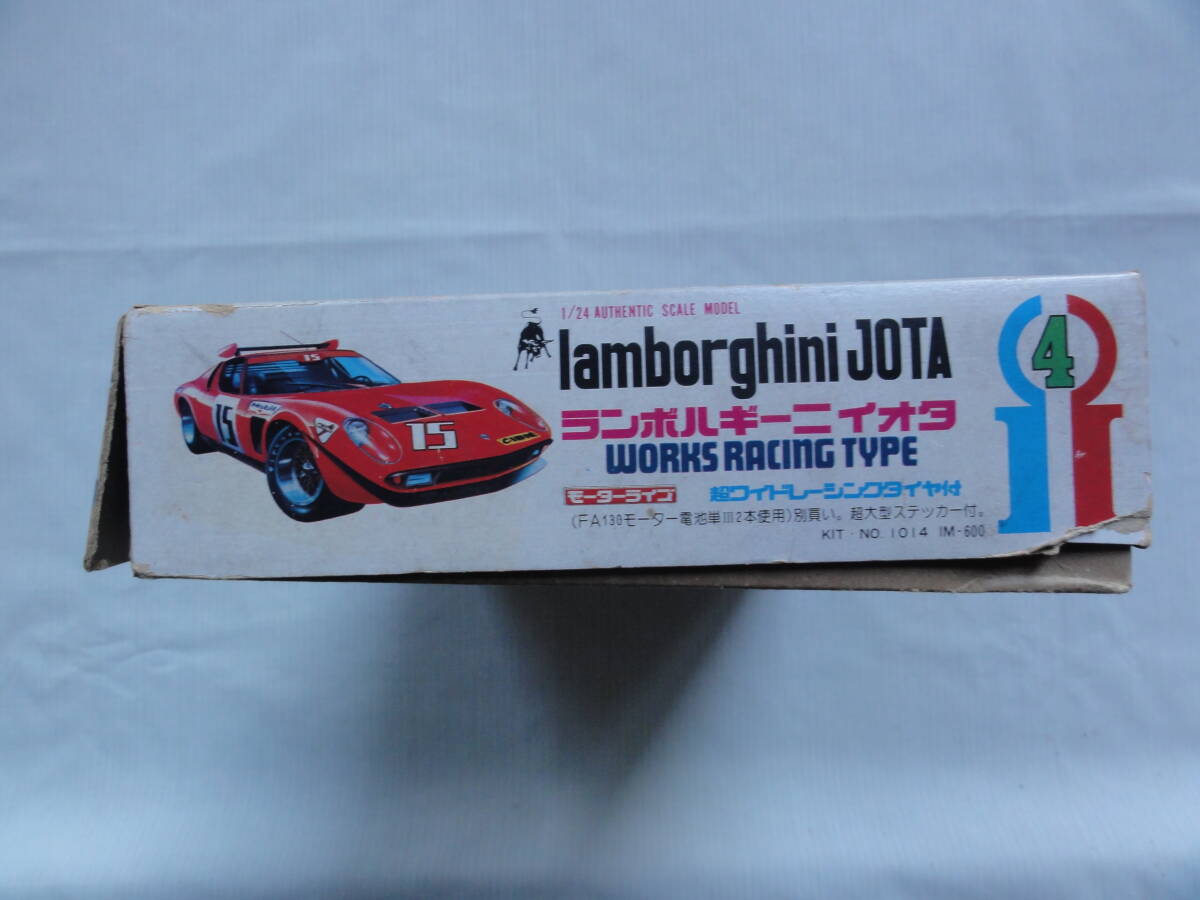 1/24 AUTHENTIC SCALE MODEL
lamborghini JOTA
ランボルギーニ イオタ
WORKS RACING TYPE
モーターライブ 超ワイドレーシングタイヤ付
(FA130モーター電池単III2本使用)別買い。超大型ステッカー付。
KIT・NO. 1014 IM-600
4
15
15
15